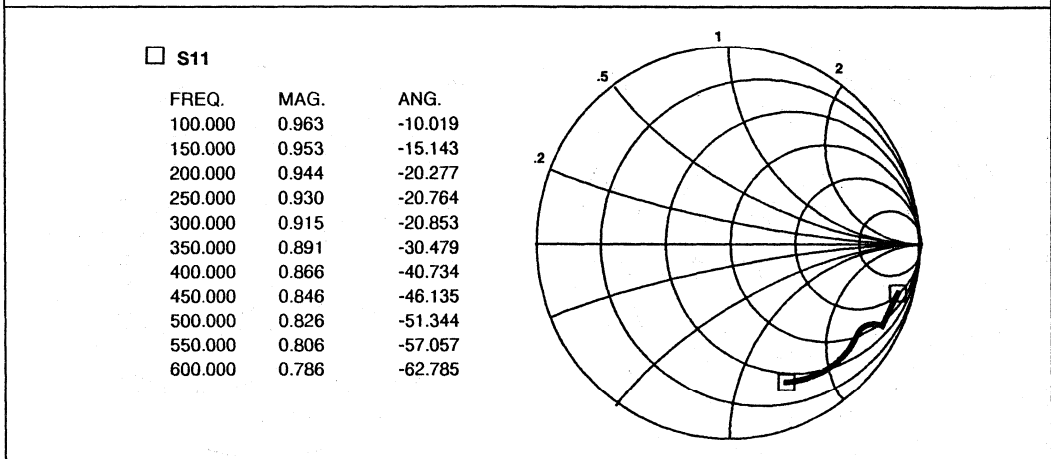 S11
FREQ. MAG. ANG.
100.000 0.963 -10.019
150.000 0.953 -15.143
200.000 0.944 -20.277
250.000 0.930 -20.764
300.000 0.915 -20.853
350.000 0.891 -30.479
400.000 0.866 -40.734
450.000 0.846 -46.135
500.000 0.826 -51.344
550.000 0.806 -57.057
600.000 0.786 -62.785
.2
.5
1
2